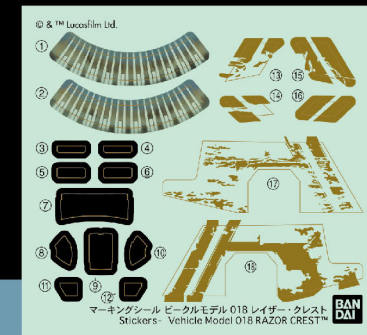 © & ™ Lucasfilm Ltd.
①
②
⑬ ⑮
⑭ ⑯
③ ④
⑤ ⑥
⑦
⑰
⑧ ⑩
⑨
⑪ ⑫
⑱
マーキングシール ビークルモデル 018 レイザー・クレスト
Stickers- Vehicle Model 018 RAZOR CREST™
BAN
DAI